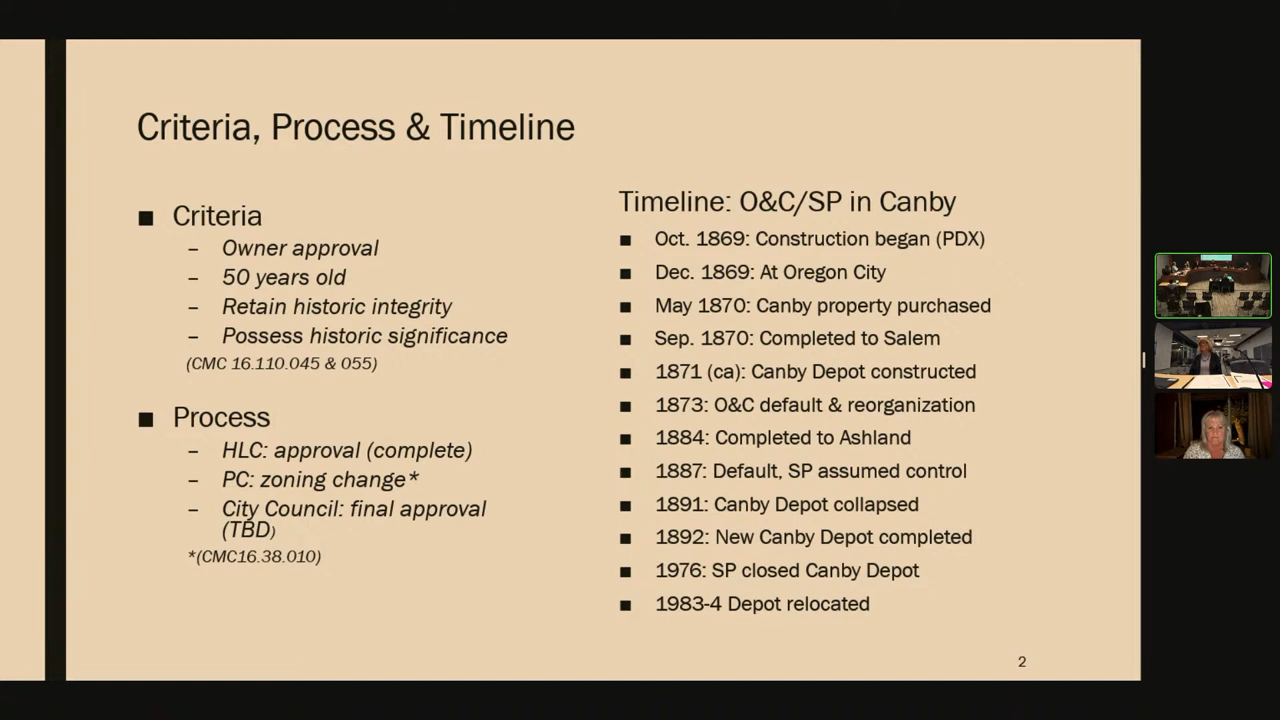 Criteria, Process & Timeline
■ Criteria
– Owner approval
– 50 years old
– Retain historic integrity
– Possess historic significance
(CMC 16.110.045 & 055)
■ Process
– HLC: approval (complete)
– PC: zoning change*
– City Council: final approval
(TBD)
*(CMC16.38.010)
Timeline: O&C/SP in Canby
■ Oct. 1869: Construction began (PDX)
■ Dec. 1869: At Oregon City
■ May 1870: Canby property purchased
■ Sep. 1870: Completed to Salem
■ 1871 (ca): Canby Depot constructed
■ 1873: O&C default & reorganization
■ 1884: Completed to Ashland
■ 1887: Default, SP assumed control
■ 1891: Canby Depot collapsed
■ 1892: New Canby Depot completed
■ 1976: SP closed Canby Depot
■ 1983-4 Depot relocated
2